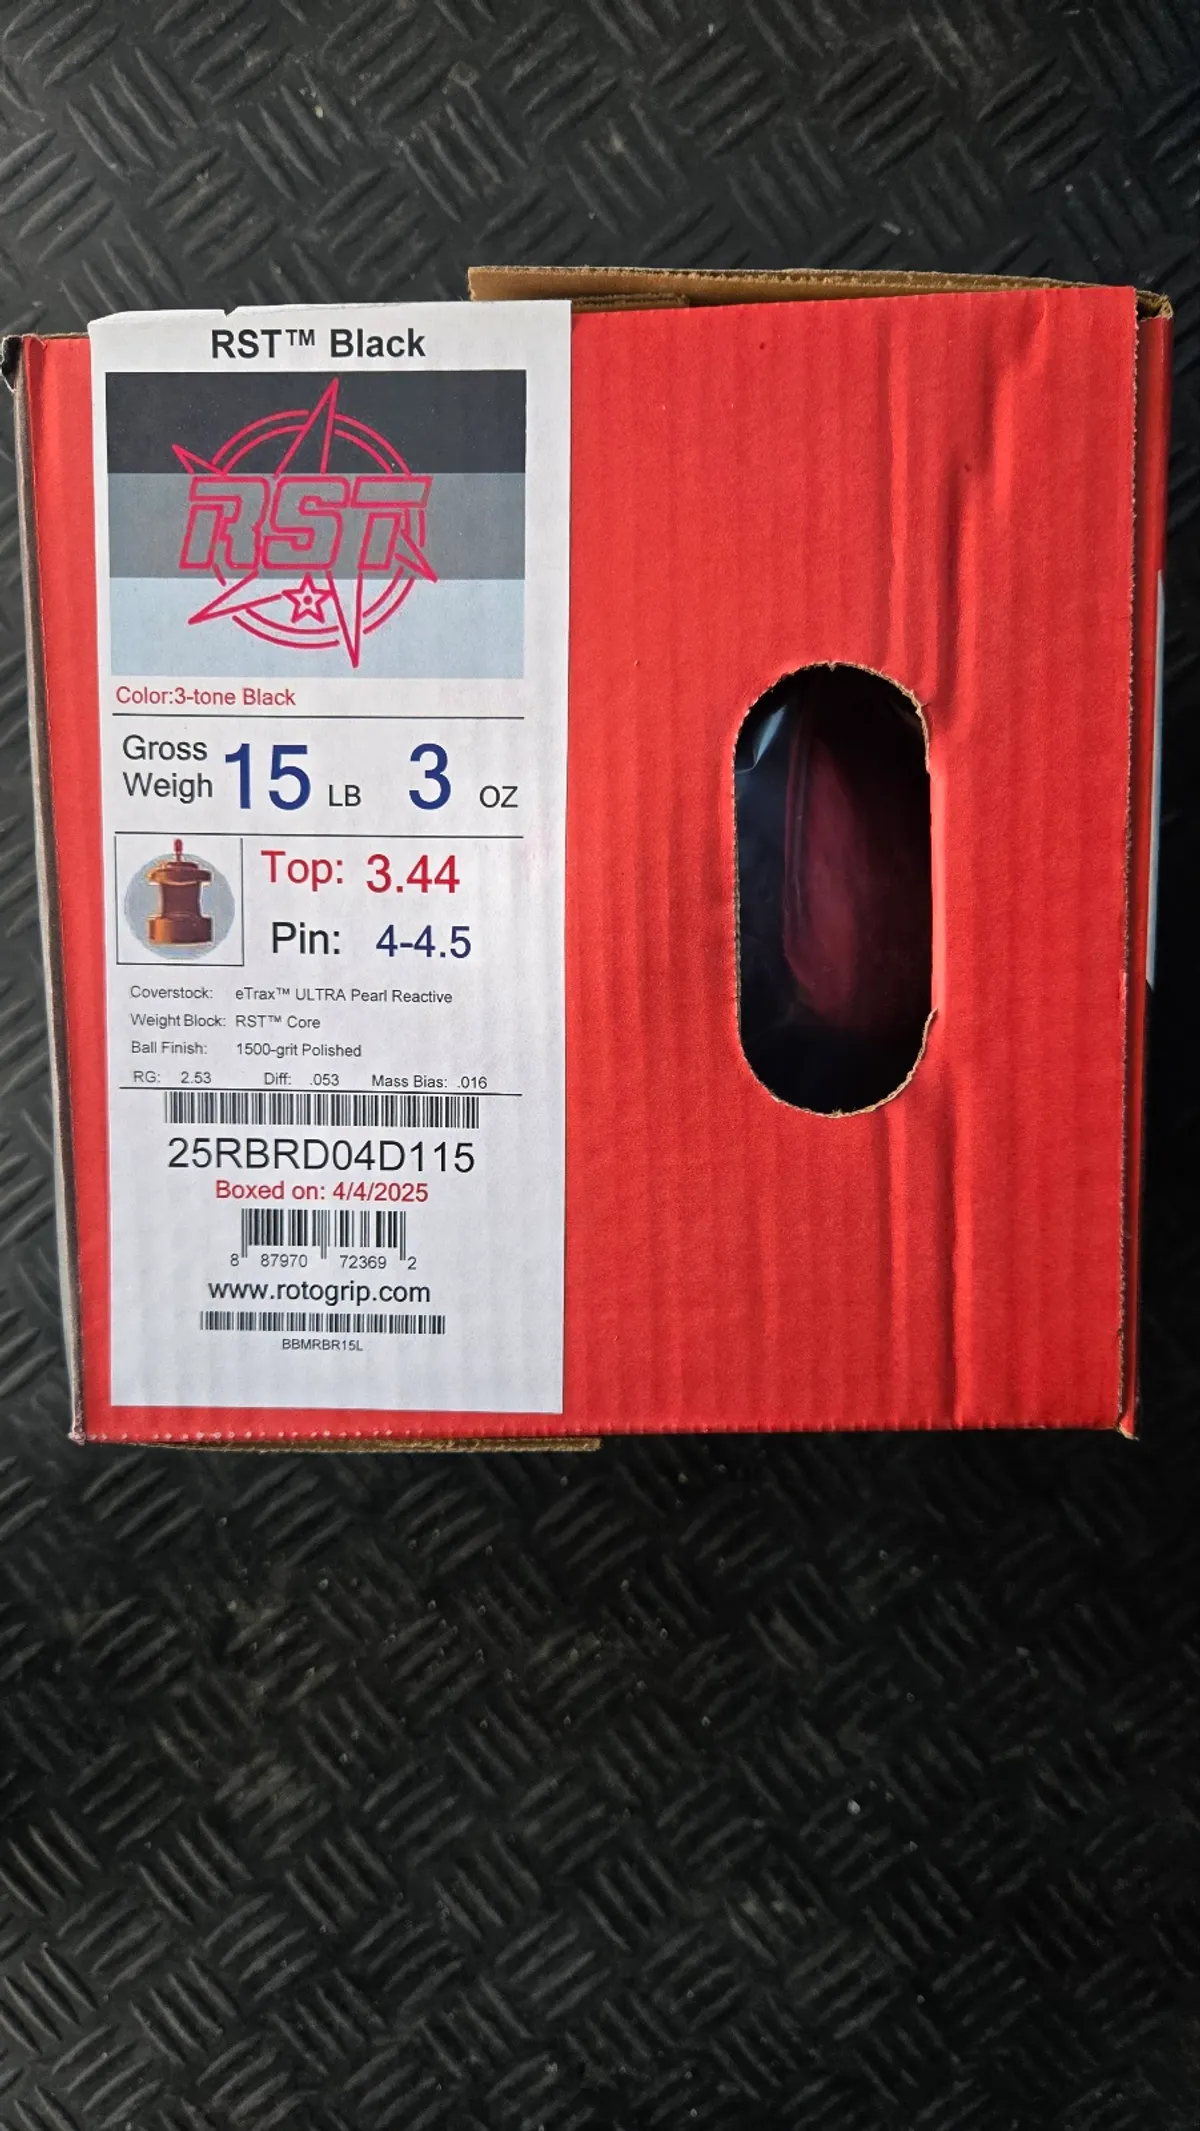 RST™ Black
RST
Color:3-tone Black
Gross
Weigh 15 LB 3 OZ
Top: 3.44
Pin: 4-4.5
Coverstock: eTrax™ ULTRA Pearl Reactive
Weight Block: RST™ Core
Ball Finish: 1500-grit Polished
RG: 2.53 Diff: .053 Mass Bias: .016
25RBRD04D115
Boxed on: 4/4/2025
8 87970 72369 2
www.rotogrip.com
BBMRBR15L